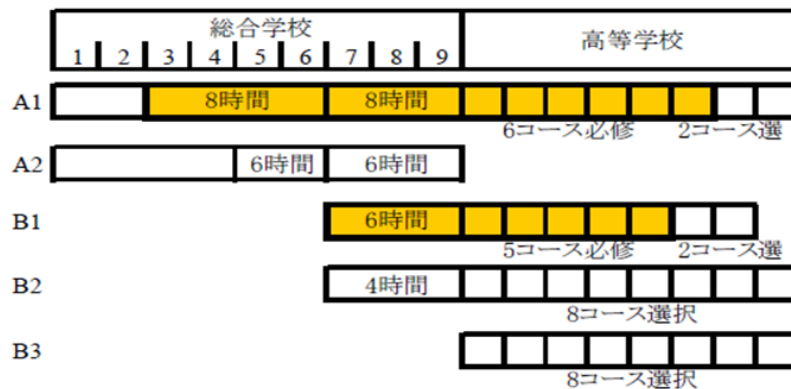 総合学校
高等学校
1 2 3 4 5 6 7 8 9
A1 8時間 8時間
6コース必修 2コース選
A2 6時間 6時間
B1 6時間
5コース必修 2コース選
B2 4時間
8コース選択
B3
8コース選択